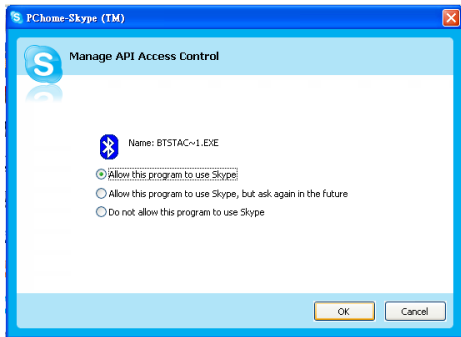 PChome-Skype (TM)
Manage API Access Control
Name: BTSTAC~1.EXE
Allow this program to use Skype
Allow this program to use Skype, but ask again in the future
Do not allow this program to use Skype
OK
Cancel